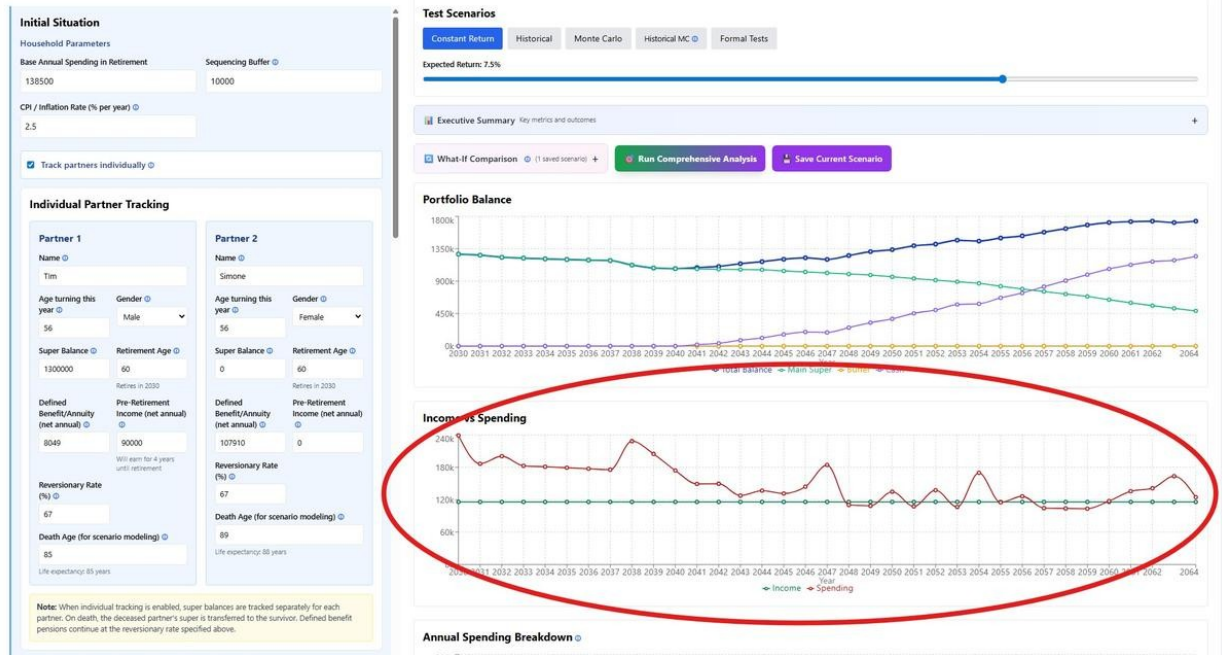 Initial Situation
Household Parameters
Base Annual Spending in Retirement
Sequencing Buffer
138500
10000
CPI / Inflation Rate (% per year)
2.5
Track partners individually
Individual Partner Tracking
Partner 1
Name
Tim
Age turning this
year
56
Gender
Male
Super Balance
1300000
Retirement Age
60
Retires in 2030
Defined
Benefit/Annuity
(net annual)
8049
Pre-Retirement
Income (net annual)
90000
Will earn for 4 years
until retirement
Reversionary Rate
(%)
67
Death Age (for scenario modeling)
85
Life expectancy: 85 years
Partner 2
Name
Simone
Age turning this
year
56
Gender
Female
Super Balance
0
Retirement Age
60
Retires in 2030
Defined
Benefit/Annuity
(net annual)
107910
Pre-Retirement
Income (net annual)
0
Reversionary Rate
(%)
67
Death Age (for scenario modeling)
89
Life expectancy: 88 years
Note: When individual tracking is enabled, super balances are tracked separately for each
partner. On death, the deceased partner's super is transferred to the survivor. Defined benefit
pensions continue at the reversionary rate specified above.
Test Scenarios
Constant Return Historical Monte Carlo Historical MC Formal Tests
Expected Return: 7.5%
Executive Summary Key metrics and outcomes +
What-If Comparison (1 saved scenario) + Run Comprehensive Analysis Save Current Scenario
Portfolio Balance
1800k
1350k
900k
450k
0k
2030 2031 2032 2033 2034 2035 2036 2037 2038 2039 2040 2041 2042 2043 2044 2045 2046 2047 2048 2049 2050 2051 2052 2053 2054 2055 2056 2057 2058 2059 2060 2061 2062 2064
Year
Total Balance Main Super Buffer Cash
Income vs Spending
240k
180k
120k
60k
2030 2031 2032 2033 2034 2035 2036 2037 2038 2039 2040 2041 2042 2043 2044 2045 2046 2047 2048 2049 2050 2051 2052 2053 2054 2055 2056 2057 2058 2059 2060 2061 2062 2064
Year
Income Spending
Annual Spending Breakdown